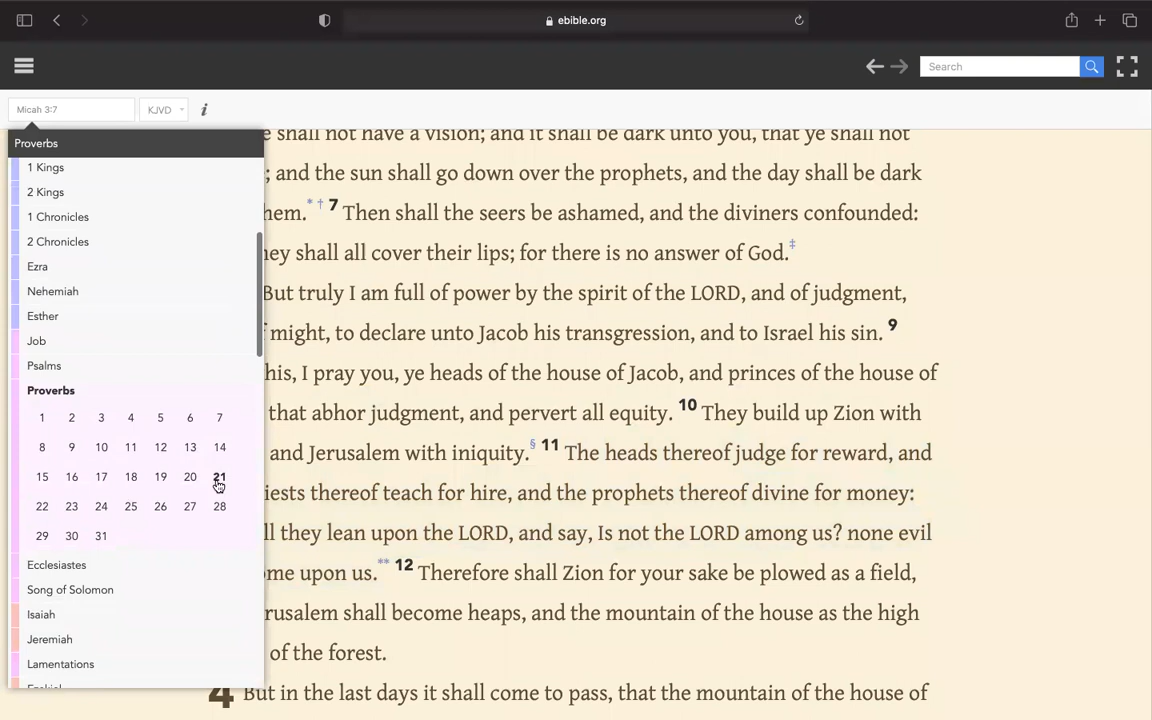 ebible.org
Search
Micah 3:7
KJVD
i
Proverbs
1 Kings
2 Kings
1 Chronicles
2 Chronicles
Ezra
Nehemiah
Esther
Job
Psalms
Proverbs
1 2 3 4 5 6 7
8 9 10 11 12 13 14
15 16 17 18 19 20 21
22 23 24 25 26 27 28
29 30 31
Ecclesiastes
Song of Solomon
Isaiah
Jeremiah
Lamentations
shall not have a vision; and it shall be dark unto you, that ye shall not
; and the sun shall go down over the prophets, and the day shall be dark
hem.* † 7 Then shall the seers be ashamed, and the diviners confounded:
hey shall all cover their lips; for there is no answer of God.‡
But truly I am full of power by the spirit of the LORD, and of judgment,
might, to declare unto Jacob his transgression, and to Israel his sin. 9
his, I pray you, ye heads of the house of Jacob, and princes of the house of
that abhor judgment, and pervert all equity. 10 They build up Zion with
and Jerusalem with iniquity.§ 11 The heads thereof judge for reward, and
iests thereof teach for hire, and the prophets thereof divine for money:
ll they lean upon the LORD, and say, Is not the LORD among us? none evil
ome upon us.** 12 Therefore shall Zion for your sake be plowed as a field,
rusalem shall become heaps, and the mountain of the house as the high
of the forest.
4 But in the last days it shall come to pass, that the mountain of the house of